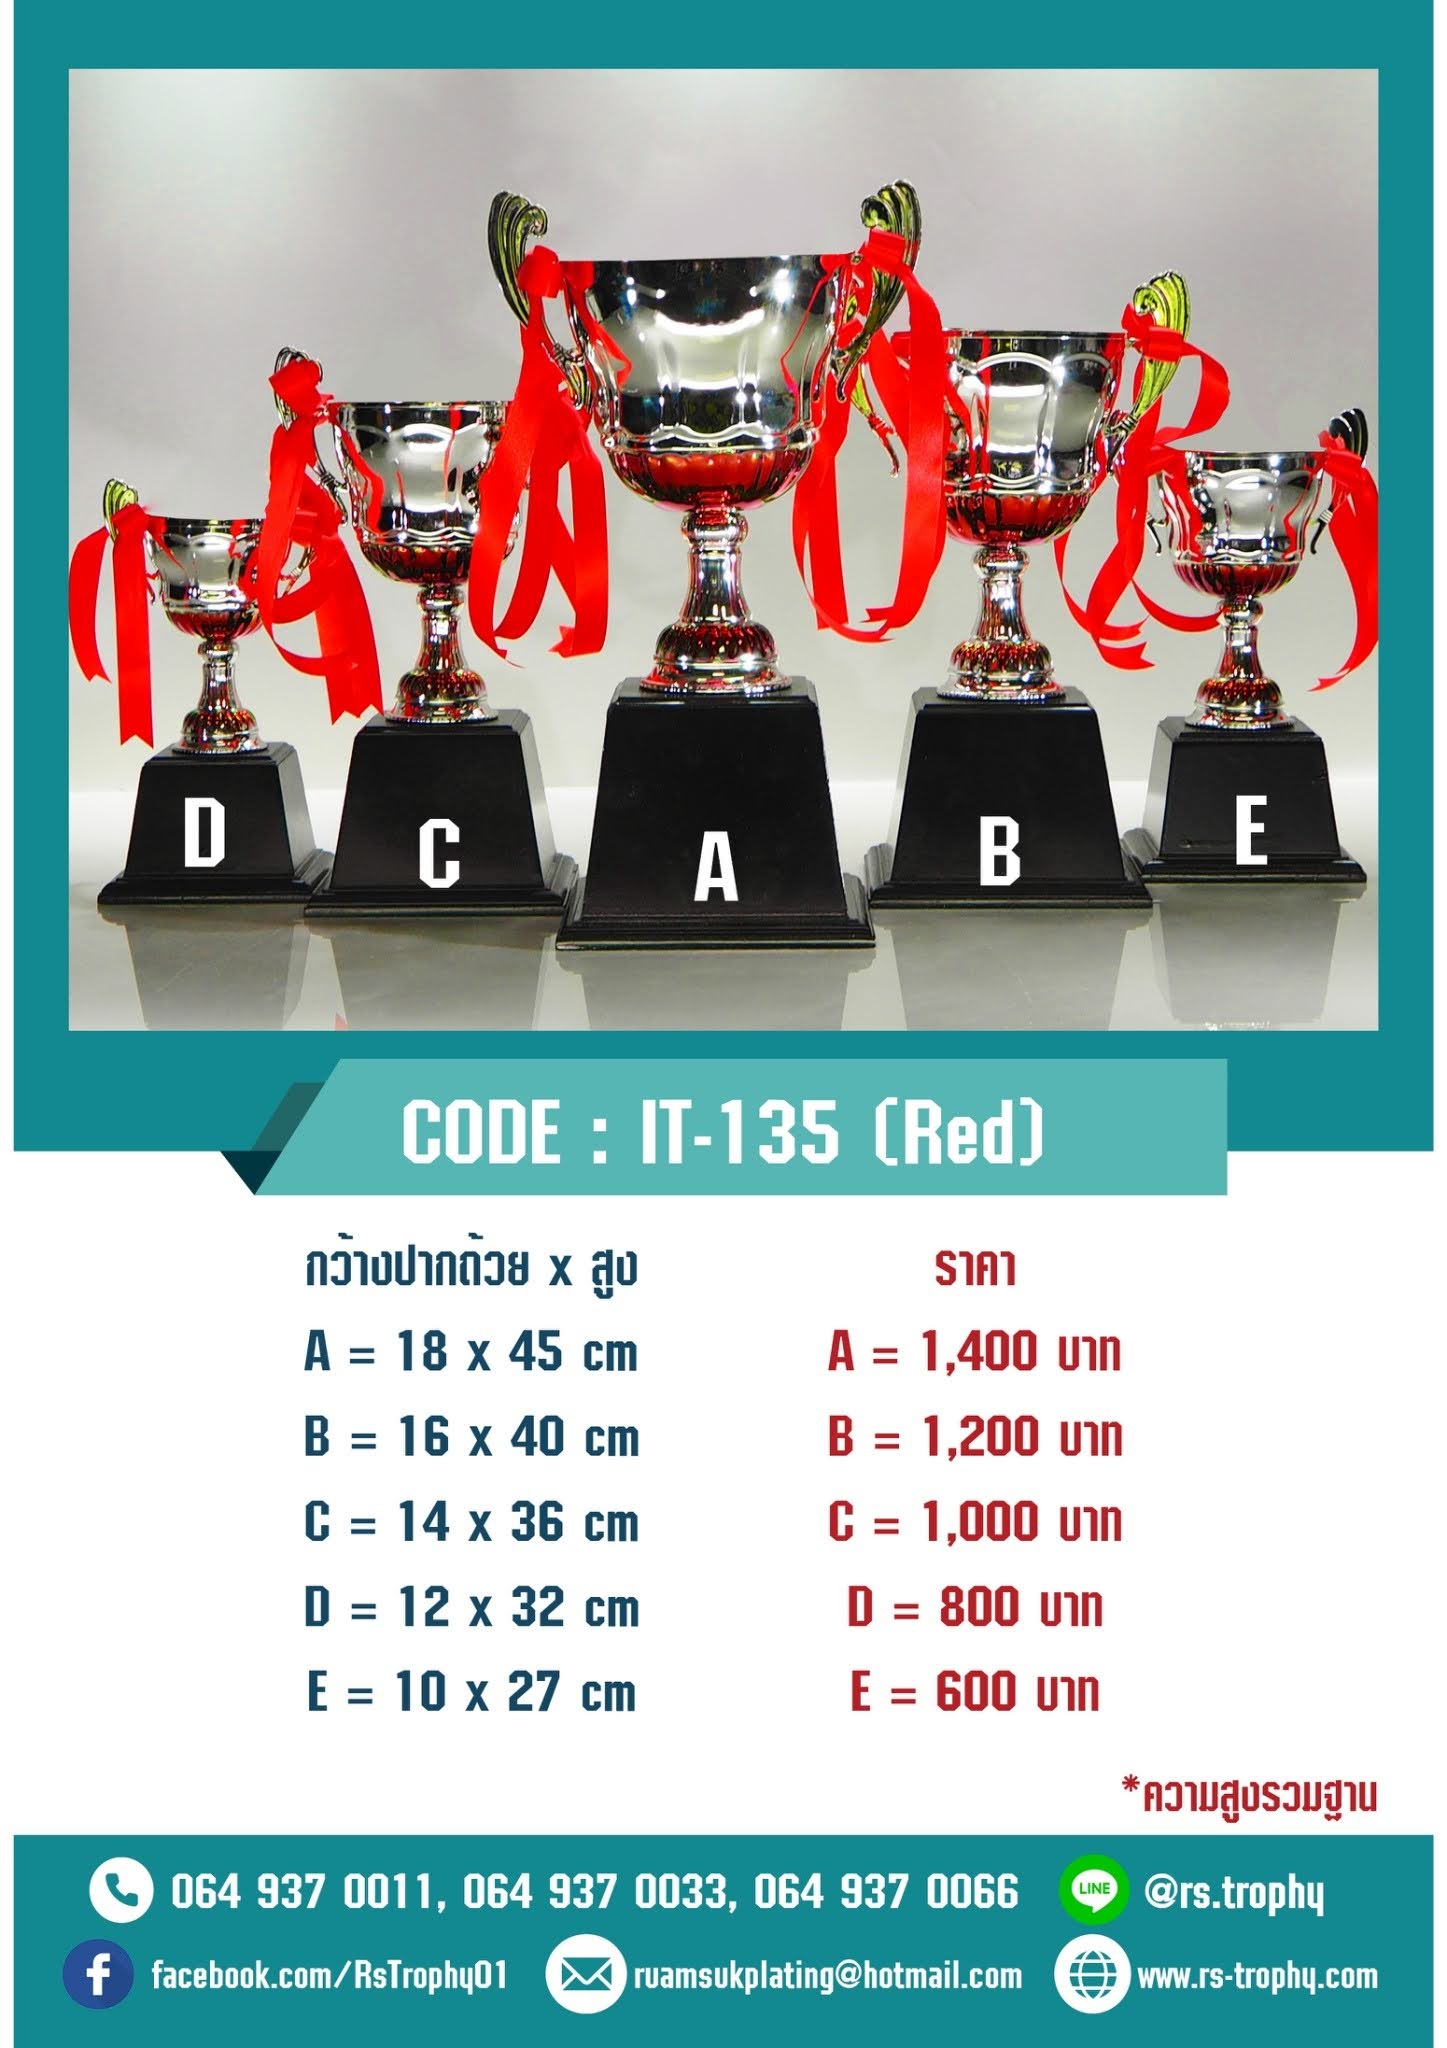 D
C
A
B
E
CODE : IT-135 (Red)
กว้างปากถ้วย x สูง
A = 18 x 45 cm
B = 16 x 40 cm
C = 14 x 36 cm
D = 12 x 32 cm
E = 10 x 27 cm
ราคา
A = 1,400 บาท
B = 1,200 บาท
C = 1,000 บาท
D = 800 บาท
E = 600 บาท
*ความสูงรวมฐาน
064 937 0011, 064 937 0033, 064 937 0066
LINE @rs.trophy
facebook.com/RsTrophy01
ruamsukplating@hotmail.com
www.rs-trophy.com